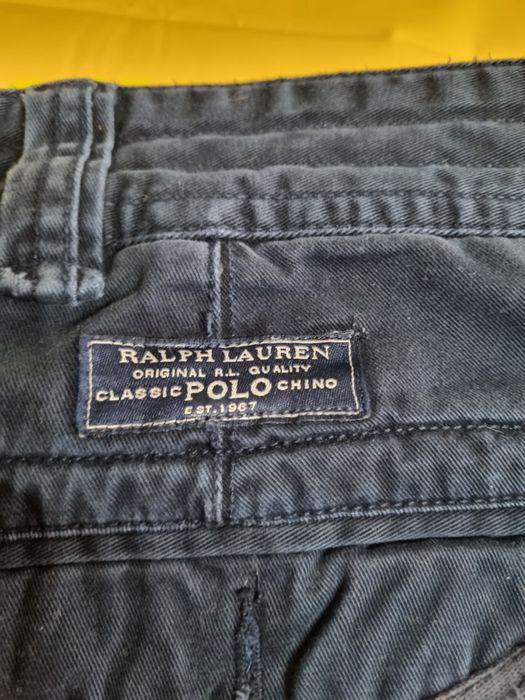 RALPH LAUREN
ORIGINAL R.L. QUALITY
CLASSIC POLO CHINO
EST. 1967